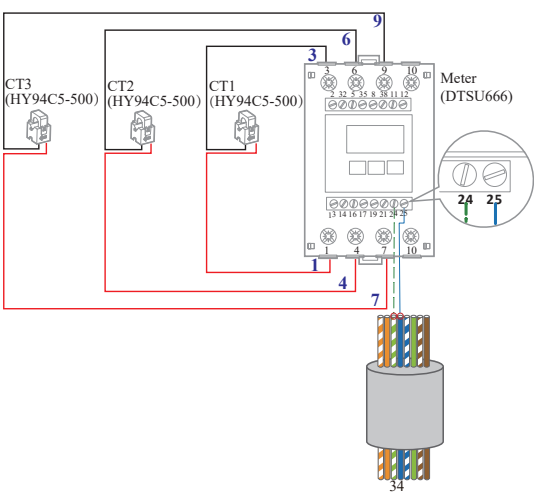 9
6
3
3 6 9 10
CT3
(HY94C5-500)
CT2
(HY94C5-500)
CT1
(HY94C5-500)
Meter
(DTSU666)
2 32 5 35 8 38 11 12
24 25
13 14 16 17 19 21 24 25
1 4 7 10
1
4
7
34